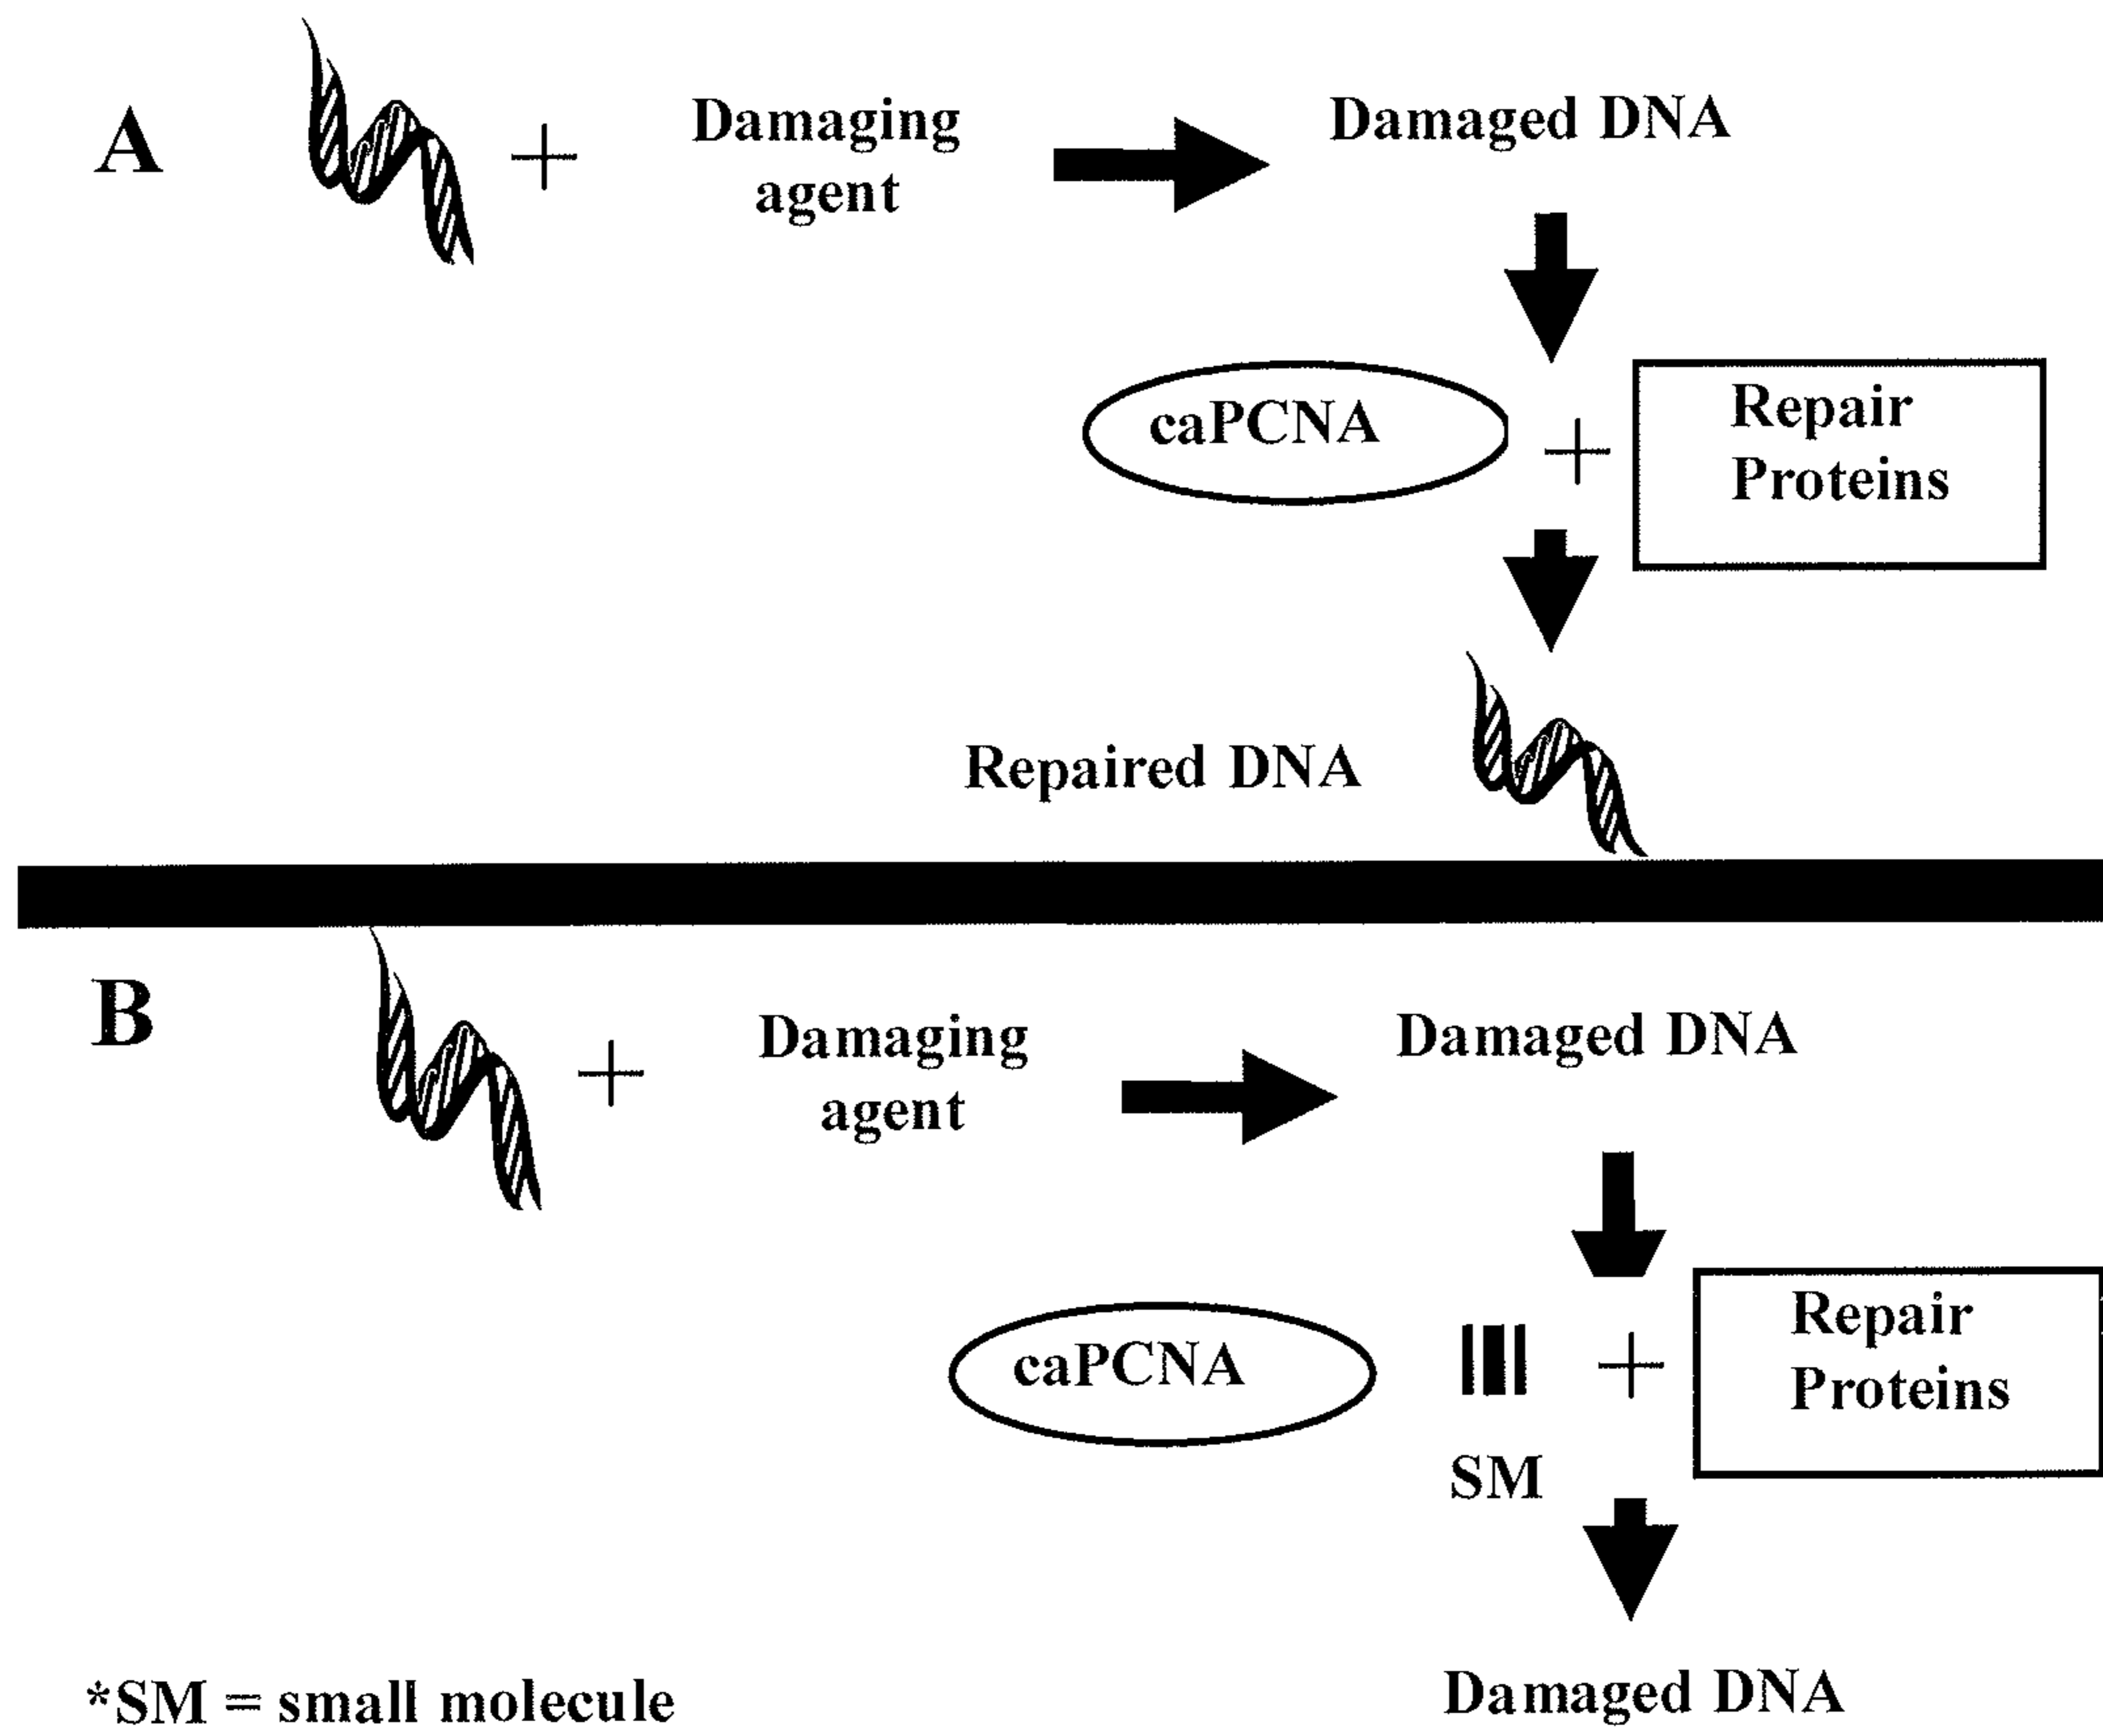 A
Damaging
agent
Damaged DNA
caPCNA
Repair
Proteins
Repaired DNA
B
Damaging
agent
Damaged DNA
caPCNA
SM
Repair
Proteins
Damaged DNA
*SM = small molecule